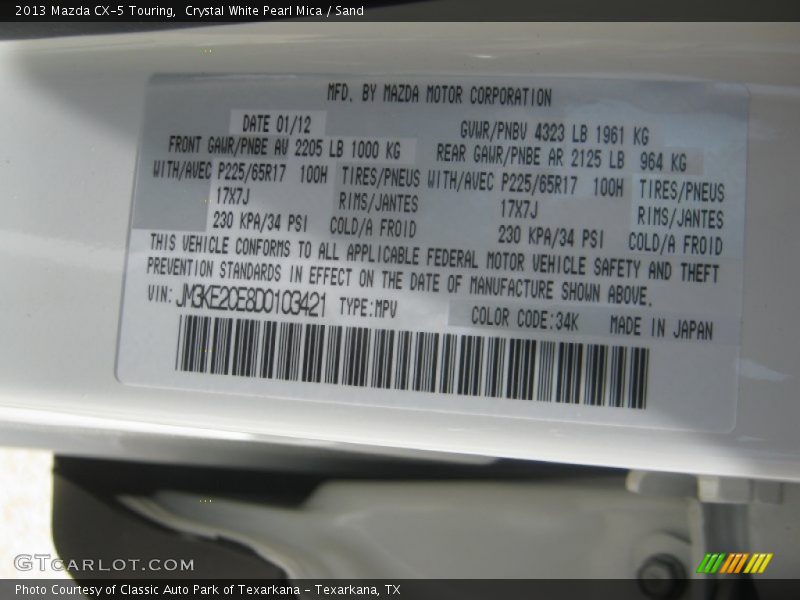 2013 Mazda CX-5 Touring,  Crystal White Pearl Mica / Sand
MFD. BY MAZDA MOTOR CORPORATION
DATE 01/12 GVWR/PNBV 4323 LB 1961 KG
FRONT GAWR/PNBE AV 2205 LB 1000 KG REAR GAWR/PNBE AR 2125 LB 964 KG
WITH/AVEC P225/65R17 100H TIRES/PNEUS WITH/AVEC P225/65R17 100H TIRES/PNEUS
17X7J RIMS/JANTES 17X7J RIMS/JANTES
230 KPA/34 PSI COLD/A FROID 230 KPA/34 PSI COLD/A FROID
THIS VEHICLE CONFORMS TO ALL APPLICABLE FEDERAL MOTOR VEHICLE SAFETY AND THEFT
PREVENTION STANDARDS IN EFFECT ON THE DATE OF MANUFACTURE SHOWN ABOVE.
VIN: JM3KE2CE8D0103421 TYPE:MPV COLOR CODE:34K MADE IN JAPAN
GTCARLOT.COM
Photo Courtesy of Classic Auto Park of Texarkana - Texarkana, TX